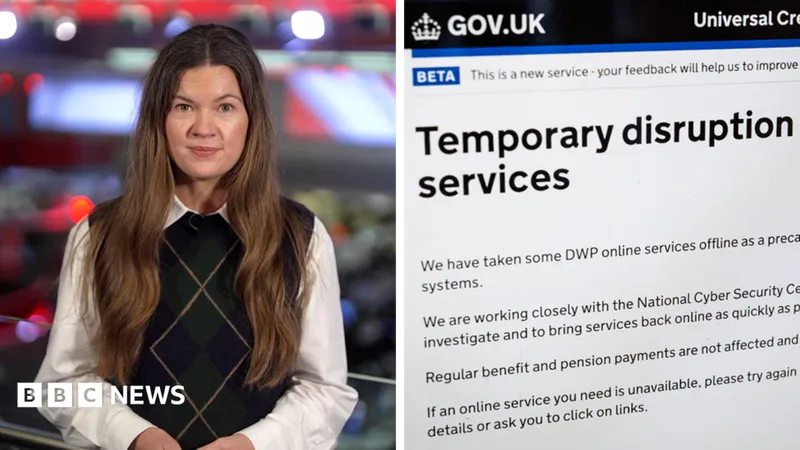 BBC NEWS
GOV.UK
Universal
BETA This is a new service - your feedback will help us to improve
Temporary disruption
services
We have taken some DWP online services offline as a
systems.
We are working closely with the National Cyber Security
investigate and to bring services back online as quickly as
Regular benefit and pension payments are not affected and
If an online service you need is unavailable, please try again
details or ask you to click on links.